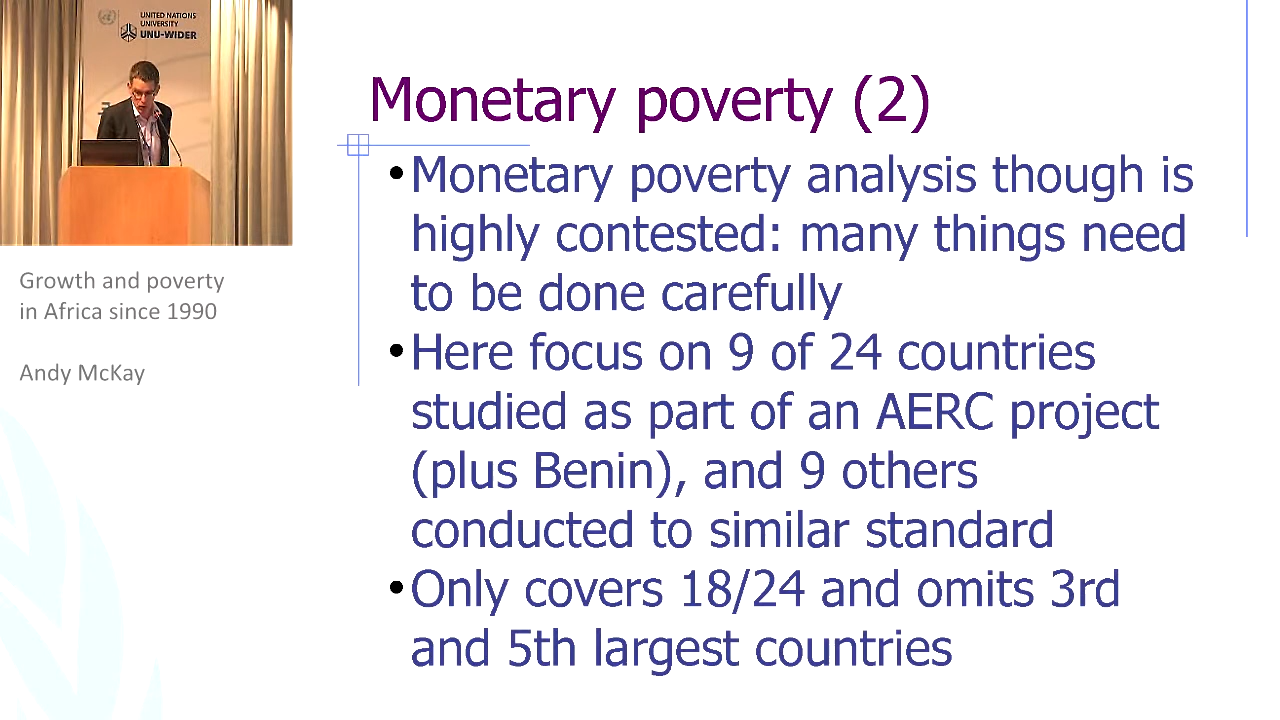 UNITED NATIONS
UNIVERSITY
UNU-WIDER
Growth and poverty
in Africa since 1990
Andy McKay
Monetary poverty (2)
•Monetary poverty analysis though is
highly contested: many things need
to be done carefully
•Here focus on 9 of 24 countries
studied as part of an AERC project
(plus Benin), and 9 others
conducted to similar standard
•Only covers 18/24 and omits 3rd
and 5th largest countries